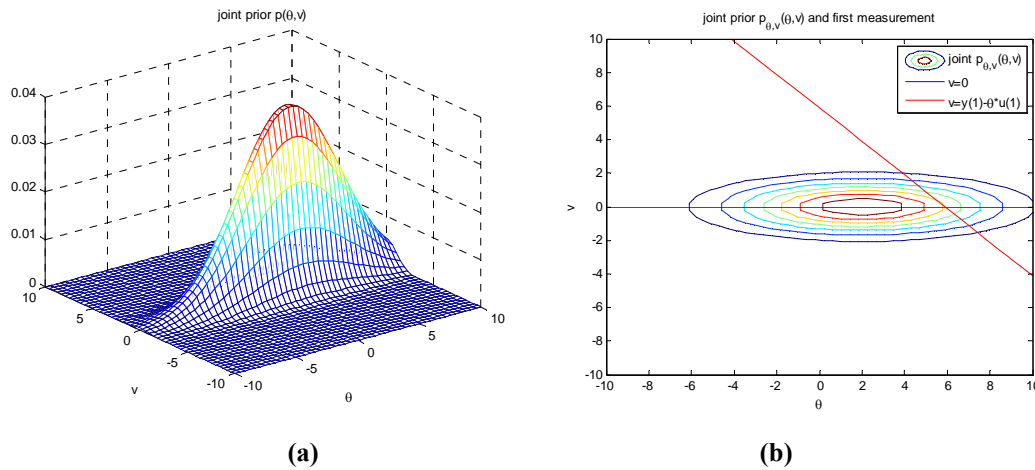 joint prior p(θ,v)
0.04
0.03
0.02
0.01
0
10
5
0
-5
-10
v
-10
-5
0
5
10
θ
(a)
joint prior p_{θ,v}(θ,v) and first measurement
10
8
6
4
2
0
-2
-4
-6
-8
-10
v
joint p_{θ,v}(θ,v)
v=0
v=y(1)-θ*u(1)
-10 -8 -6 -4 -2 0 2 4 6 8 10
θ
(b)